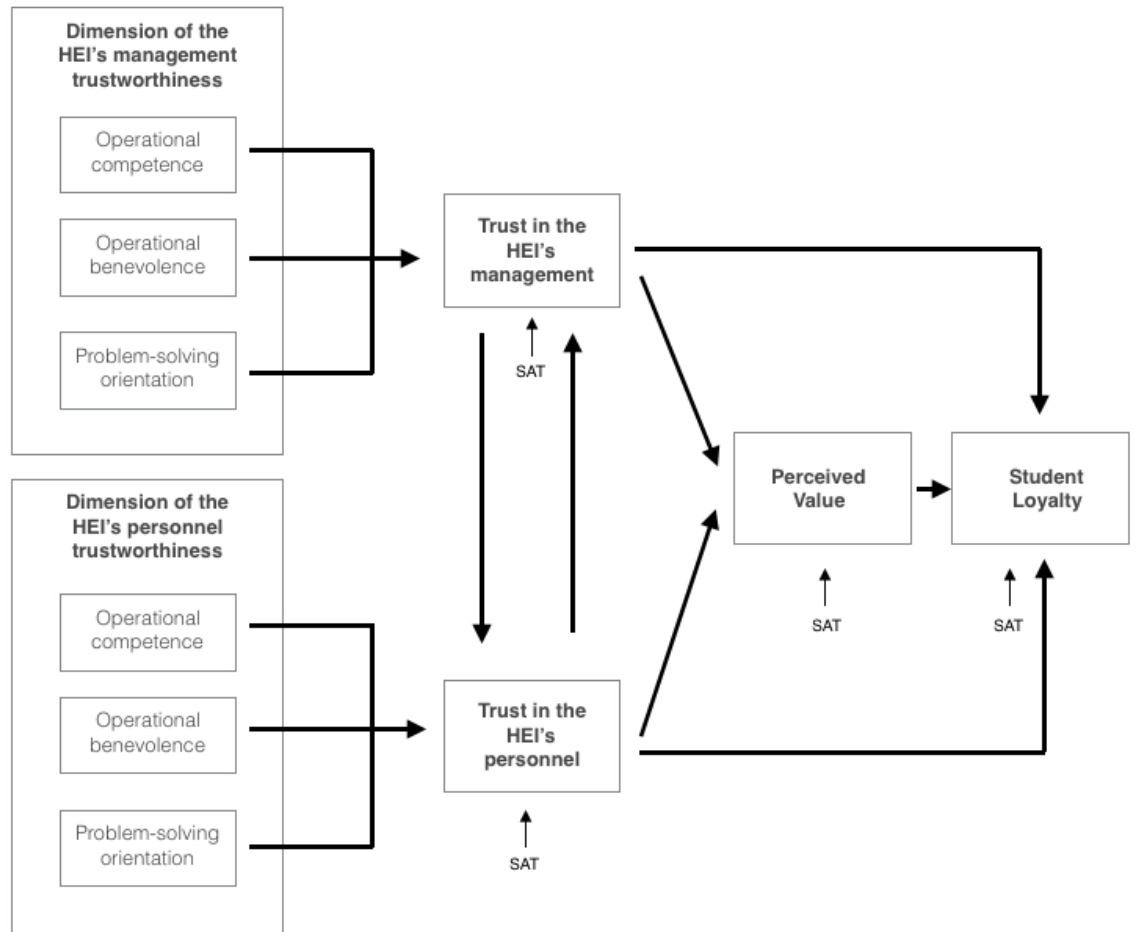 Dimension of the
HEI's management
trustworthiness
Operational
competence
Operational
benevolence
Problem-solving
orientation
Trust in the
HEI's
management
SAT
Dimension of the
HEI's personnel
trustworthiness
Operational
competence
Operational
benevolence
Problem-solving
orientation
Trust in the
HEI's
personnel
SAT
Perceived
Value
SAT
Student
Loyalty
SAT